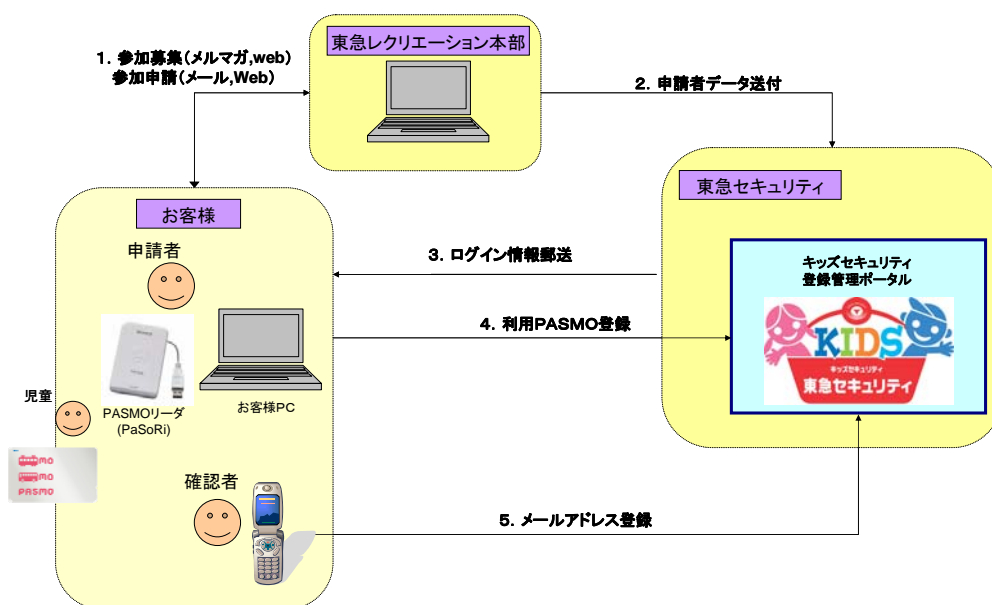 東急レクリエーション本部
1. 参加募集(メルマガ,web)
参加申請(メール,Web)
2. 申請者データ送付
東急セキュリティ
お客様
申請者
3. ログイン情報郵送
キッズセキュリティ
登録管理ポータル
KIDS
キッズセキュリティ
東急セキュリティ
4. 利用PASMO登録
お客様PC
PASMOリーダ
(PaSoRi)
児童
MO
MO
PASMO
確認者
5. メールアドレス登録